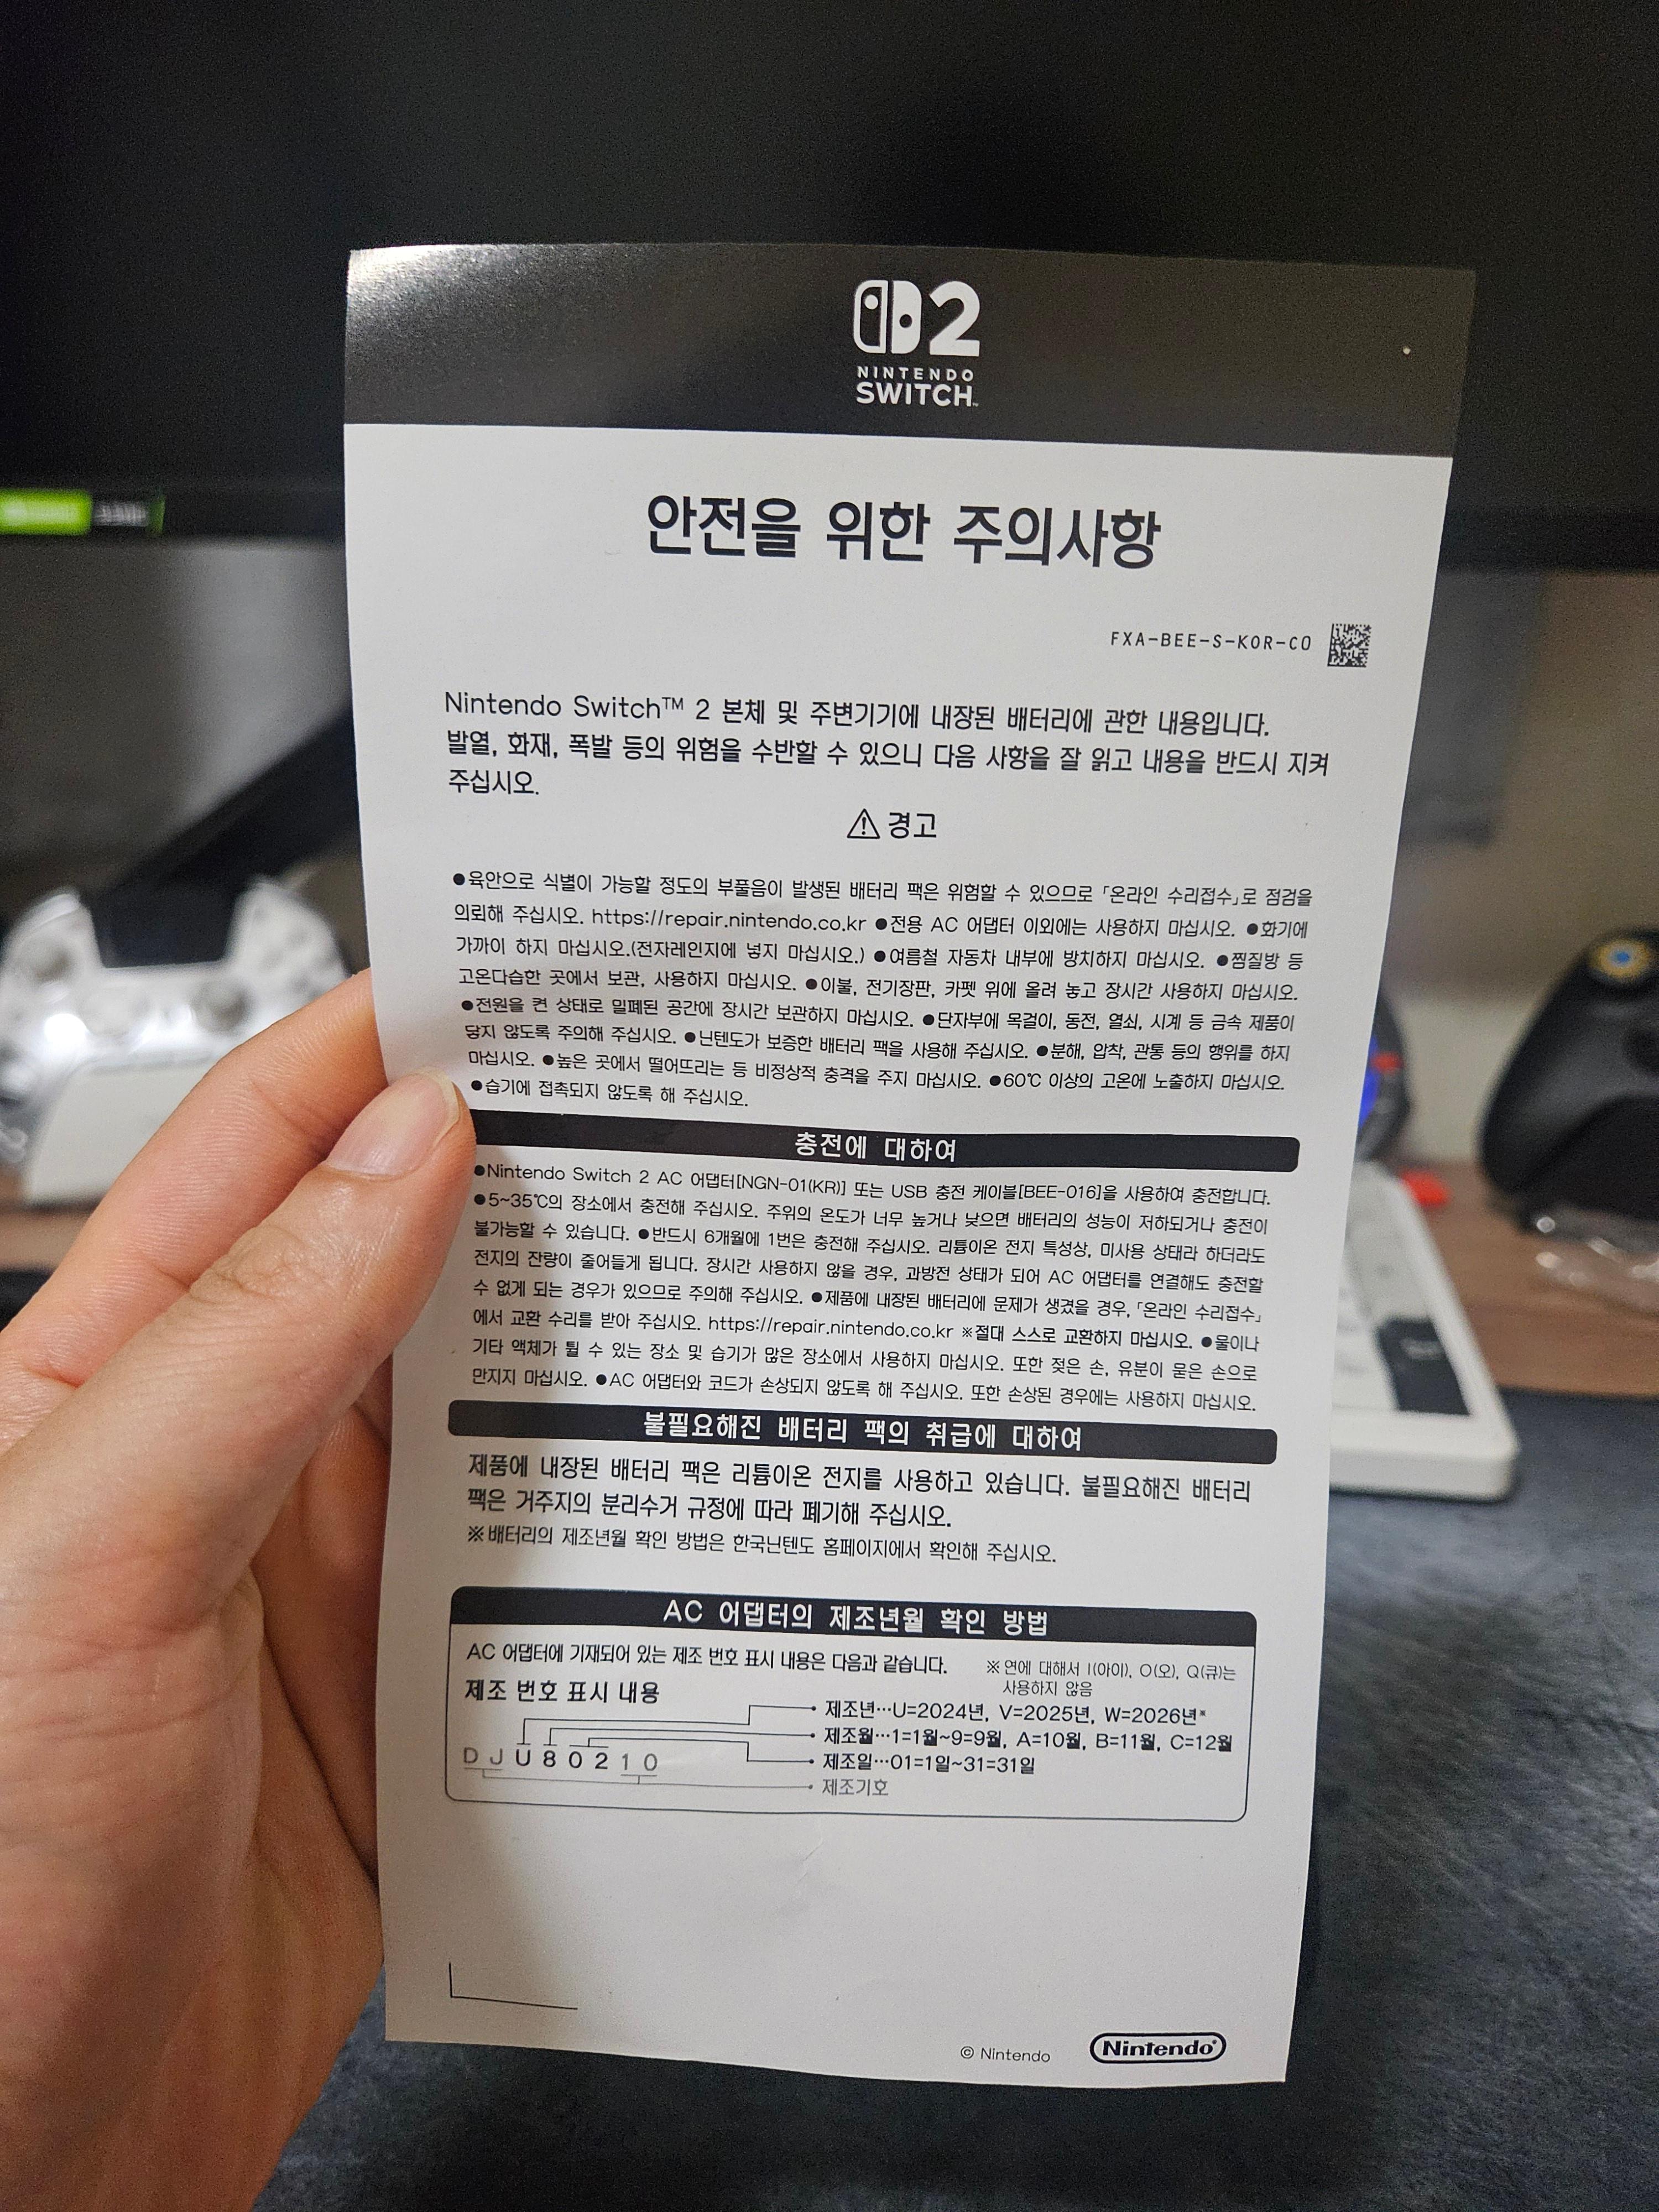 2
NINTENDO
SWITCH™
안전을 위한 주의사항
FXA-BEE-S-KOR-C0
Nintendo Switch™ 2 본체 및 주변기기에 내장된 배터리에 관한 내용입니다.
발열, 화재, 폭발 등의 위험을 수반할 수 있으니 다음 사항을 잘 읽고 내용을 반드시 지켜
주십시오.
⚠ 경고
●육안으로 식별이 가능할 정도의 부풀음이 발생된 배터리 팩은 위험할 수 있으므로 「온라인 수리접수」로 점검을
의뢰해 주십시오. https://repair.nintendo.co.kr ●전용 AC 어댑터 이외에는 사용하지 마십시오. ●화기에
가까이 하지 마십시오.(전자레인지에 넣지 마십시오.) ●여름철 자동차 내부에 방치하지 마십시오. ●찜질방 등
고온다습한 곳에서 보관, 사용하지 마십시오. ●이불, 전기장판, 카펫 위에 올려 놓고 장시간 사용하지 마십시오.
●전원을 켠 상태로 밀폐된 공간에 장시간 보관하지 마십시오. ●단자부에 목걸이, 동전, 열쇠, 시계 등 금속 제품이
닿지 않도록 주의해 주십시오. ●닌텐도가 보증한 배터리 팩을 사용해 주십시오. ●분해, 압착, 관통 등의 행위를 하지
마십시오. ●높은 곳에서 떨어뜨리는 등 비정상적 충격을 주지 마십시오. ●60℃ 이상의 고온에 노출하지 마십시오.
●습기에 접촉되지 않도록 해 주십시오.
충전에 대하여
●Nintendo Switch 2 AC 어댑터[NGN-01(KR)] 또는 USB 충전 케이블[BEE-016]을 사용하여 충전합니다.
●5~35℃의 장소에서 충전해 주십시오. 주위의 온도가 너무 높거나 낮으면 배터리의 성능이 저하되거나 충전이
불가능할 수 있습니다. ●반드시 6개월에 1번은 충전해 주십시오. 리튬이온 전지 특성상, 미사용 상태라 하더라도
전지의 잔량이 줄어들게 됩니다. 장시간 사용하지 않을 경우, 과방전 상태가 되어 AC 어댑터를 연결해도 충전할
수 없게 되는 경우가 있으므로 주의해 주십시오. ●제품에 내장된 배터리에 문제가 생겼을 경우, 「온라인 수리접수」
에서 교환 수리를 받아 주십시오. https://repair.nintendo.co.kr ※절대 스스로 교환하지 마십시오. ●물이나
기타 액체가 튈 수 있는 장소 및 습기가 많은 장소에서 사용하지 마십시오. 또한 젖은 손, 유분이 묻은 손으로
만지지 마십시오. ●AC 어댑터와 코드가 손상되지 않도록 해 주십시오. 또한 손상된 경우에는 사용하지 마십시오.
불필요해진 배터리 팩의 취급에 대하여
제품에 내장된 배터리 팩은 리튬이온 전지를 사용하고 있습니다. 불필요해진 배터리
팩은 거주지의 분리수거 규정에 따라 폐기해 주십시오.
※배터리의 제조년월 확인 방법은 한국닌텐도 홈페이지에서 확인해 주십시오.
AC 어댑터의 제조년월 확인 방법
AC 어댑터에 기재되어 있는 제조 번호 표시 내용은 다음과 같습니다.
※연에 대해서 I(아이), O(오), Q(큐)는
사용하지 않음
제조 번호 표시 내용
제조년…U=2024년, V=2025년, W=2026년※
제조월…1=1월~9=9월, A=10월, B=11월, C=12월
DJU80210
제조일…01=1일~31=31일
제조기호
© Nintendo
Nintendo®